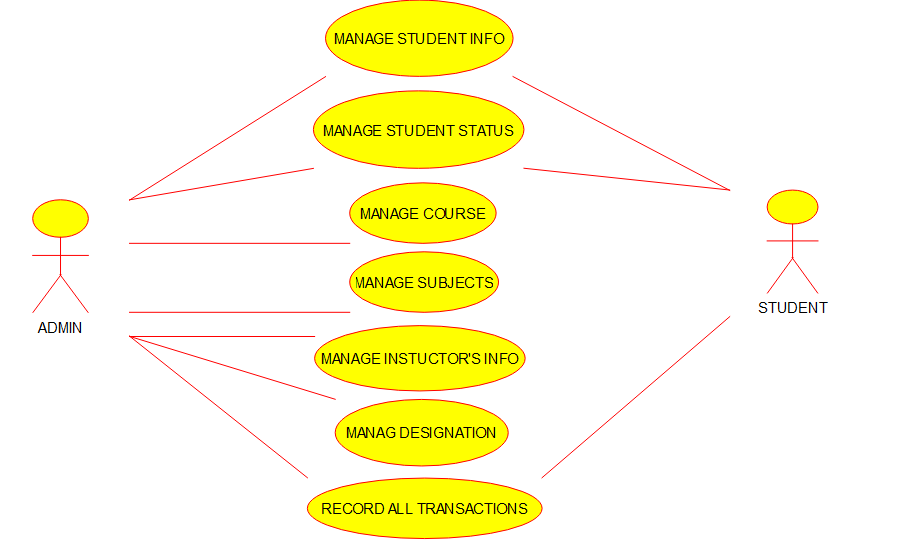 MANAGE STUDENT INFO
MANAGE STUDENT STATUS
MANAGE COURSE
MANAGE SUBJECTS
MANAGE INSTUCTOR'S INFO
MANAG DESIGNATION
RECORD ALL TRANSACTIONS
ADMIN
STUDENT